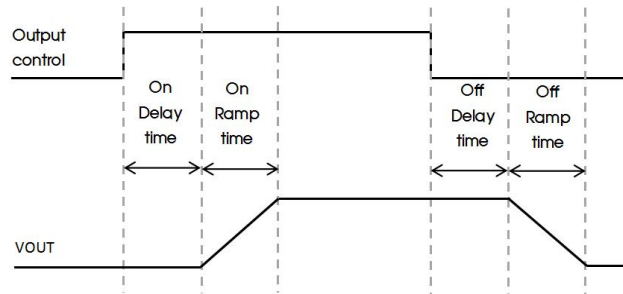 Output
control
On
Delay
time
On
Ramp
time
Off
Delay
time
Off
Ramp
time
VOUT